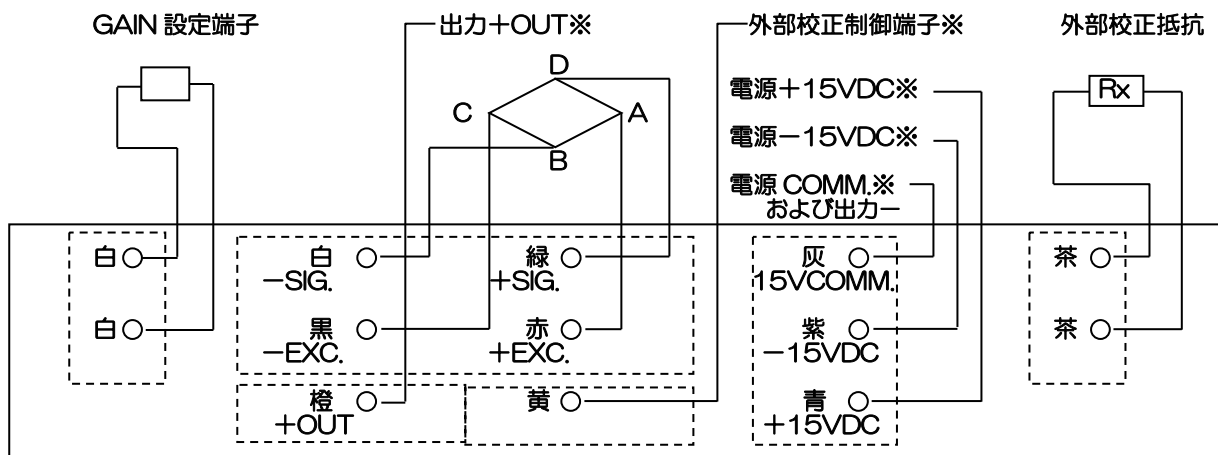 GAIN 設定端子
出力+OUT※
外部校正制御端子※
外部校正抵抗
D
C
A
B
電源+15VDC※
電源-15VDC※
電源 COMM.※
および出力-
Rx
白
白
-SIG.
緑
+SIG.
灰
15VCOMM.
茶
白
黒
-EXC.
赤
+EXC.
紫
-15VDC
茶
橙
+OUT
黄
青
+15VDC